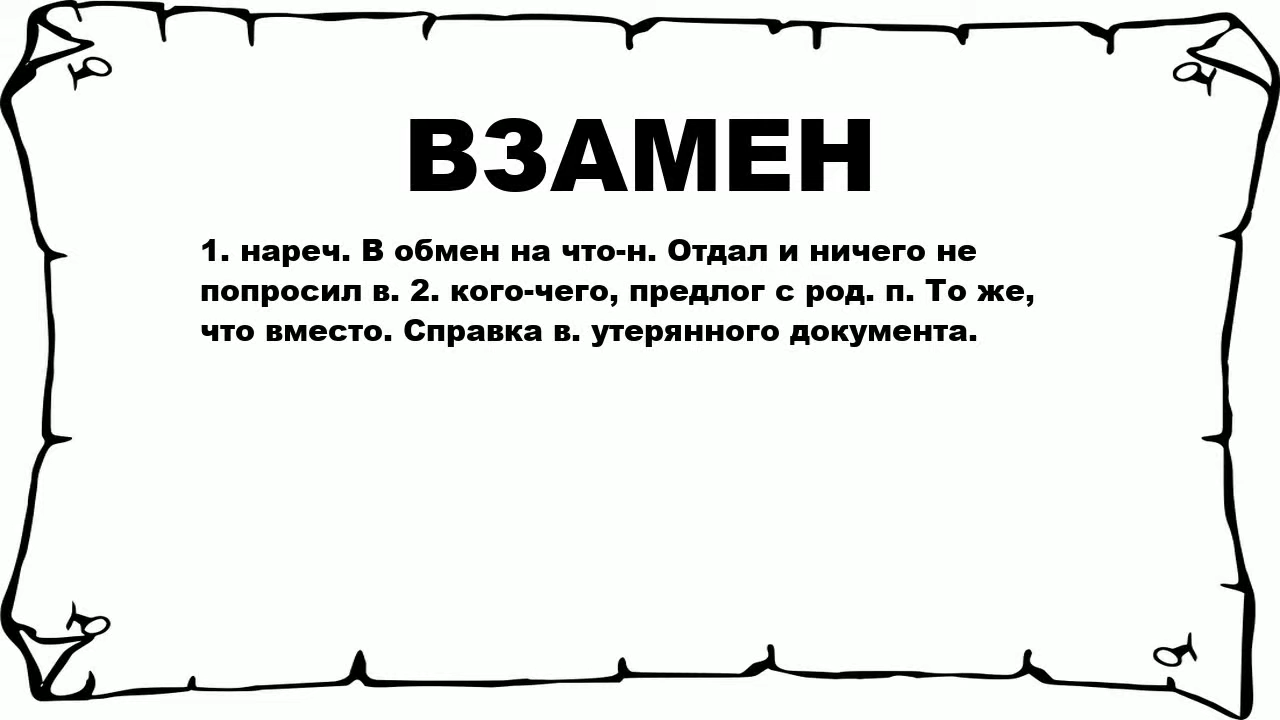 ВЗАМЕН
1. нареч. В обмен на что-н. Отдал и ничего не
попросил в. 2. кого-чего, предлог с род. п. То же,
что вместо. Справка в. утерянного документа.